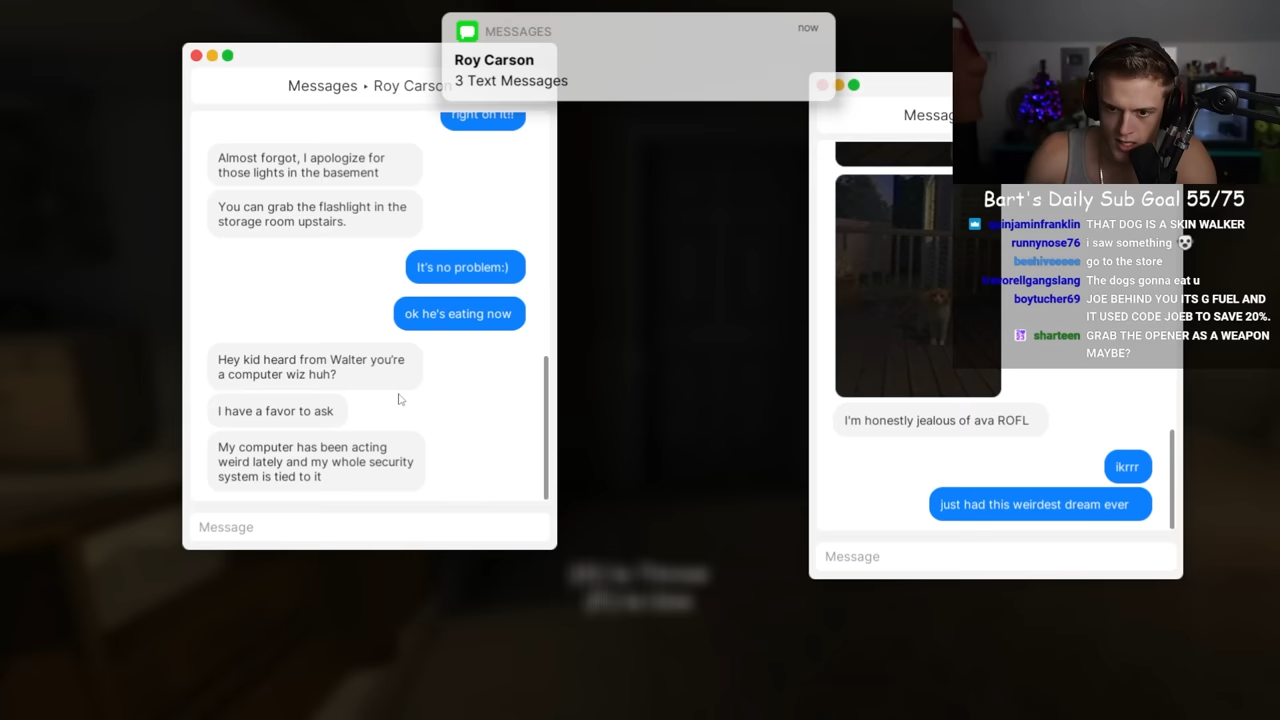 MESSAGES
now
Roy Carson
3 Text Messages
Messages ▸ Roy Carson
right on it!!
Almost forgot, I apologize for
those lights in the basement
You can grab the flashlight in the
storage room upstairs.
It's no problem:)
ok he's eating now
Hey kid heard from Walter you're
a computer wiz huh?
I have a favor to ask
My computer has been acting
weird lately and my whole security
system is tied to it
Message
Messag
I'm honestly jealous of ava ROFL
ikrrr
just had this weirdest dream ever
Message
Bart's Daily Sub Goal 55/75
THAT DOG IS A SKIN WALKER
runnynose76 i saw something
beehiveeeee go to the store
The dogs gonna eat u
boytucher69 JOE BEHIND YOU ITS G FUEL AND
IT USED CODE JOEB TO SAVE 20%.
sharteen GRAB THE OPENER AS A WEAPON
MAYBE?